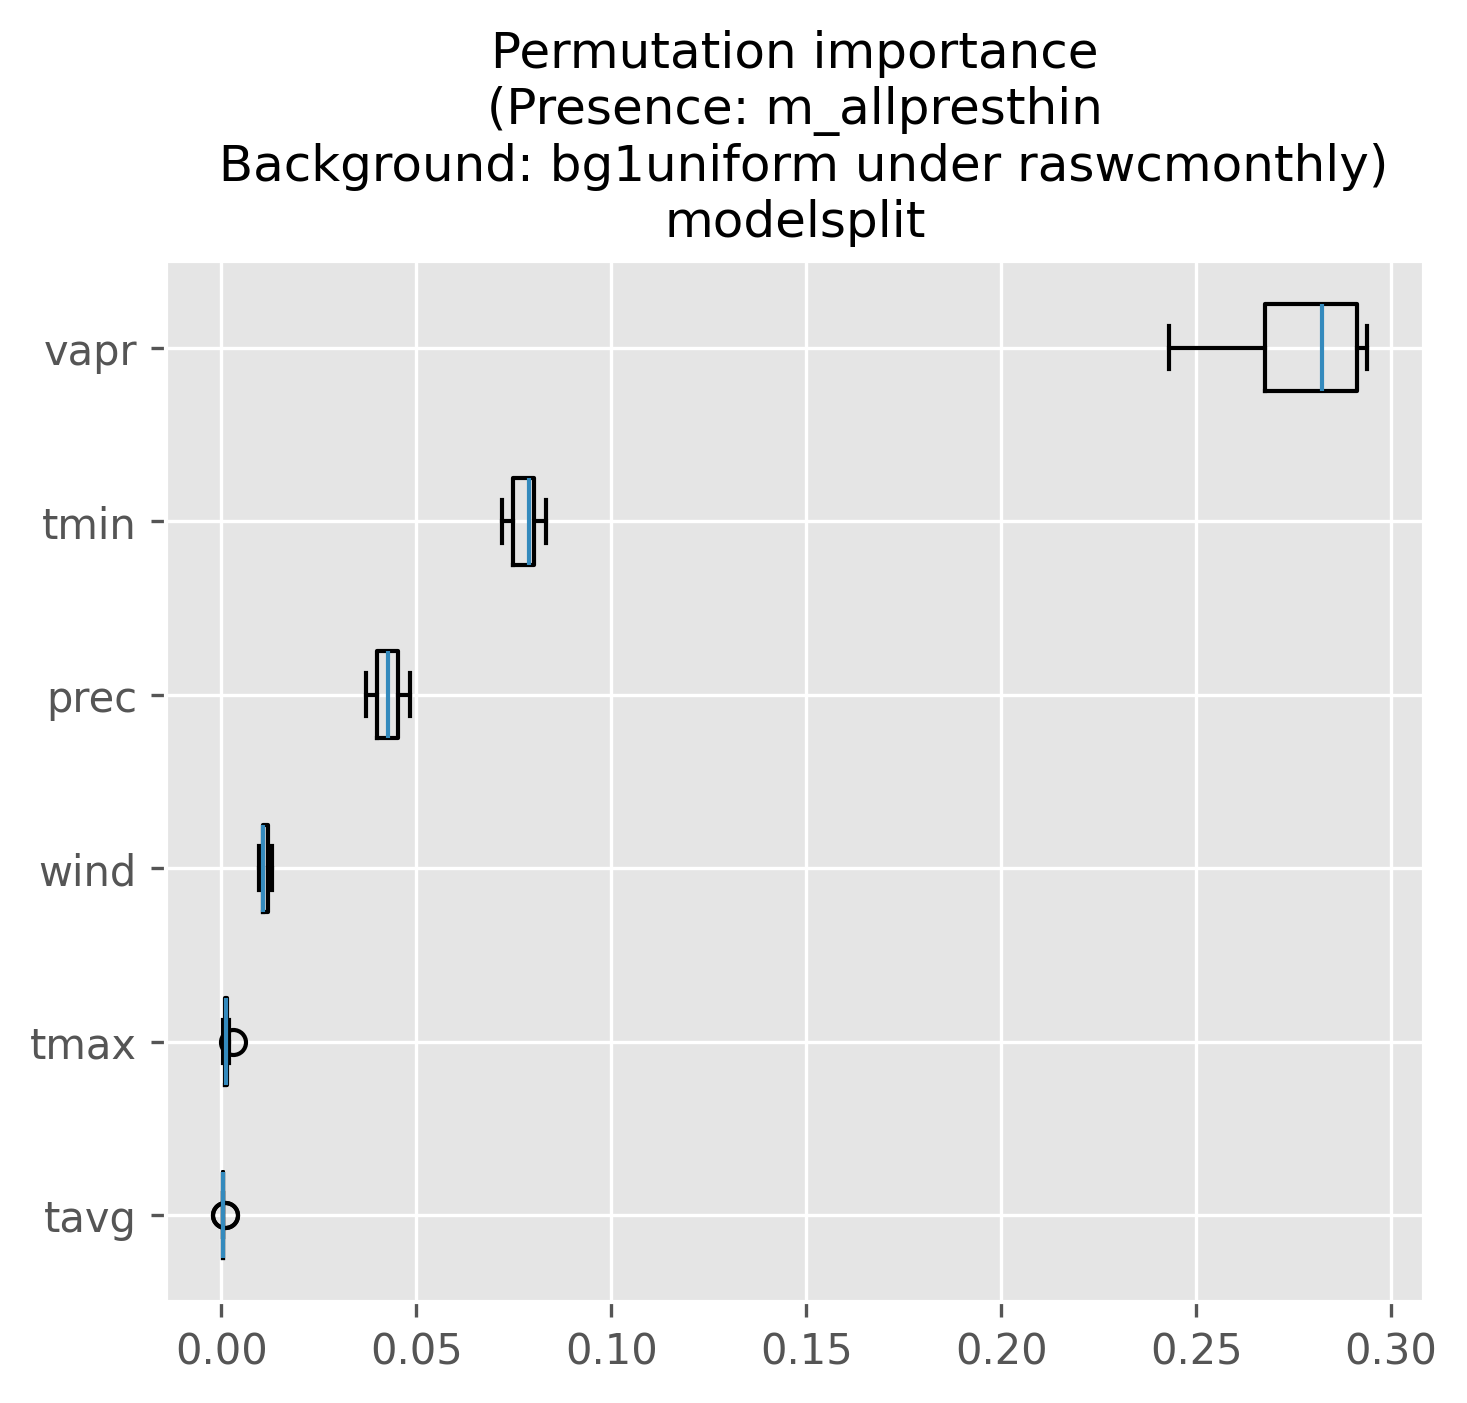 Permutation importance
(Presence: m_allpresthin
Background: bg1uniform under raswcmonthly)
modelsplit
vapr
tmin
prec
wind
tmax
tavg
0.00 0.05 0.10 0.15 0.20 0.25 0.30